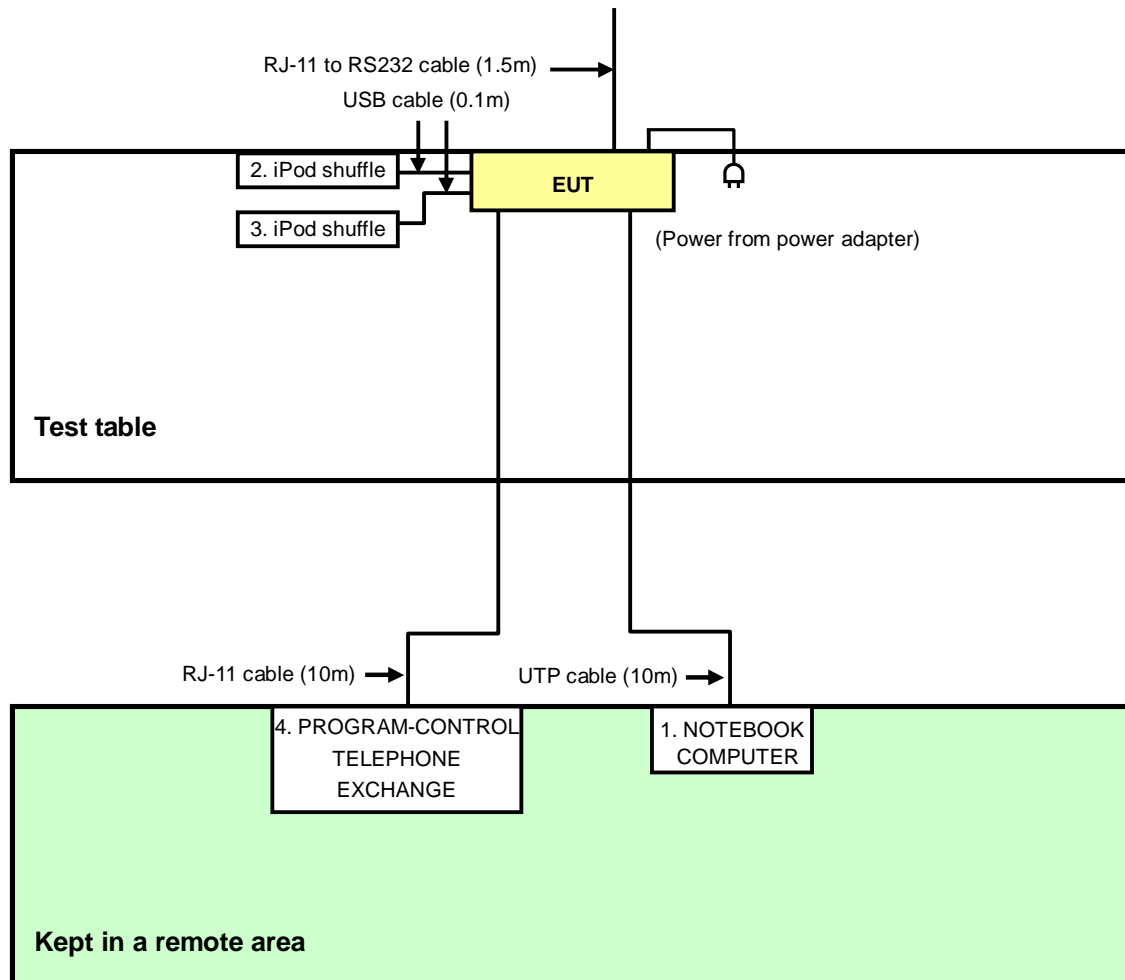 RJ-11 to RS232 cable (1.5m)
USB cable (0.1m)
2. iPod shuffle
EUT
3. iPod shuffle
(Power from power adapter)
Test table
RJ-11 cable (10m)
UTP cable (10m)
4. PROGRAM-CONTROL
TELEPHONE
EXCHANGE
1. NOTEBOOK
COMPUTER
Kept in a remote area